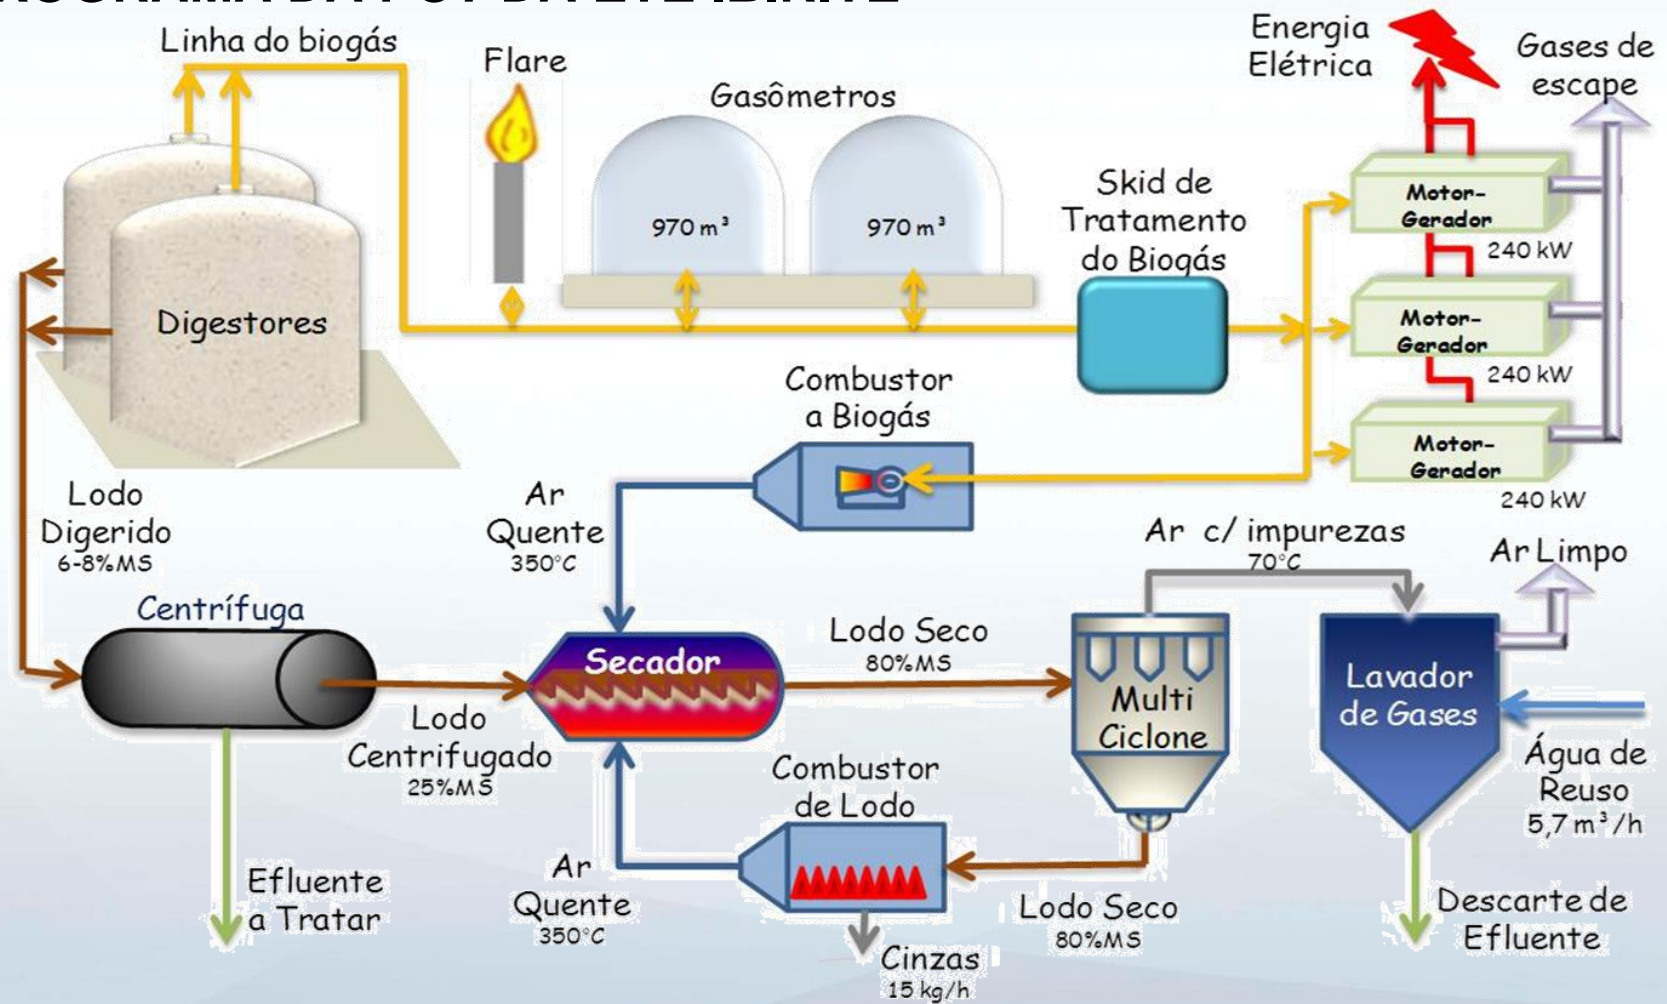 Linha do biogás
Flare
Gasômetros
970 m³
970 m³
Skid de
Tratamento
do Biogás
Energia
Elétrica
Gases de
escape
Motor-
Gerador
240 kW
Motor-
Gerador
240 kW
Motor-
Gerador
240 kW
Digestores
Combustor
a Biogás
Lodo
Digerido
6-8%MS
Ar
Quente
350°C
Ar c/ impurezas
70°C
Ar Limpo
Centrífuga
Secador
Lodo Seco
80%MS
Multi
Ciclone
Lavador
de Gases
Lodo
Centrifugado
25%MS
Combustor
de Lodo
Água de
Reuso
5,7 m³/h
Efluente
a Tratar
Ar
Quente
350°C
Lodo Seco
80%MS
Descarte de
Efluente
Cinzas
15 kg/h